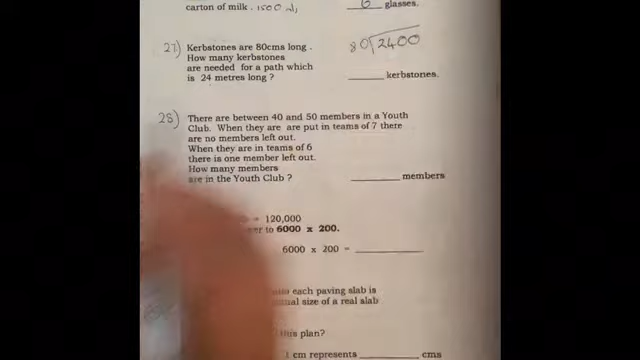 carton of milk . 1500 ml,
6 glasses.
27) Kerbstones are 80cms long .
How many kerbstones
are needed for a path which
is 24 metres long ?
80)2400
______ kerbstones.
28) There are between 40 and 50 members in a Youth
Club. When they are are put in teams of 7 there
are no members left out.
When they are in teams of 6
there is one member left out.
How many members
are in the Youth Club ?
______ members
= 120,000
to 6000 x 200.
6000 x 200 = ______
each paving slab is
size of a real slab
this plan?
1 cm represents ______ cms